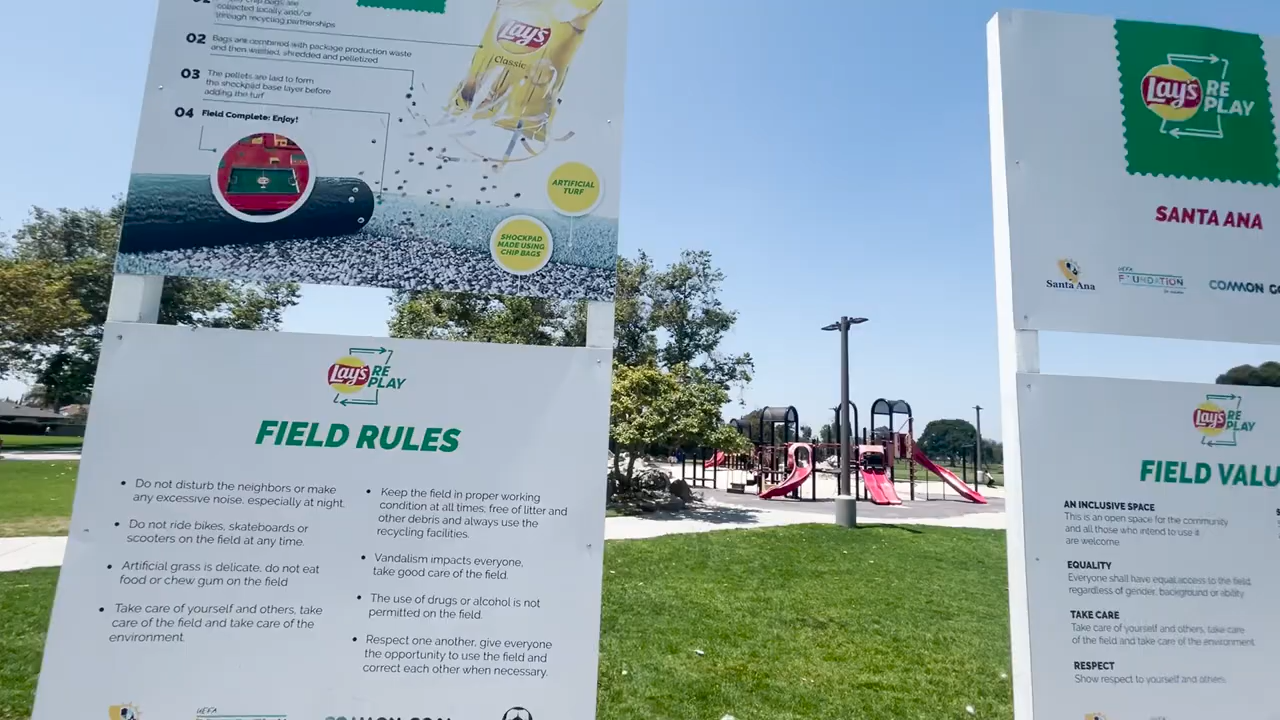 collected locally and/or
through recycling partnerships
02 Bags are combined with package production waste
and then washed, shredded and pelletized
03 The pellets are laid to form
the shockpad base layer before
adding the turf
04 Field Complete: Enjoy!
Lay's
Classic
ARTIFICIAL
TURF
SHOCKPAD
MADE USING
CHIP BAGS
Lay's RE
PLAY
FIELD RULES
• Do not disturb the neighbors or make
any excessive noise, especially at night.
• Do not ride bikes, skateboards or
scooters on the field at any time.
• Artificial grass is delicate, do not eat
food or chew gum on the field
• Take care of yourself and others, take
care of the field and take care of the
environment.
• Keep the field in proper working
condition at all times, free of litter and
other debris and always use the
recycling facilities.
• Vandalism impacts everyone,
take good care of the field.
• The use of drugs or alcohol is not
permitted on the field.
• Respect one another, give everyone
the opportunity to use the field and
correct each other when necessary.
UEFA
Lay's RE
PLAY
SANTA ANA
Santa Ana
UEFA
FOUNDATION
COMMON
Lay's RE
PLAY
FIELD VALU
AN INCLUSIVE SPACE
This is an open space for the community
and all those who intend to use it
are welcome.
EQUALITY
Everyone shall have equal access to the field,
regardless of gender, background or ability
TAKE CARE
Take care of yourself and others, take care
of the field and take care of the environment.
RESPECT
Show respect to yourself and others.